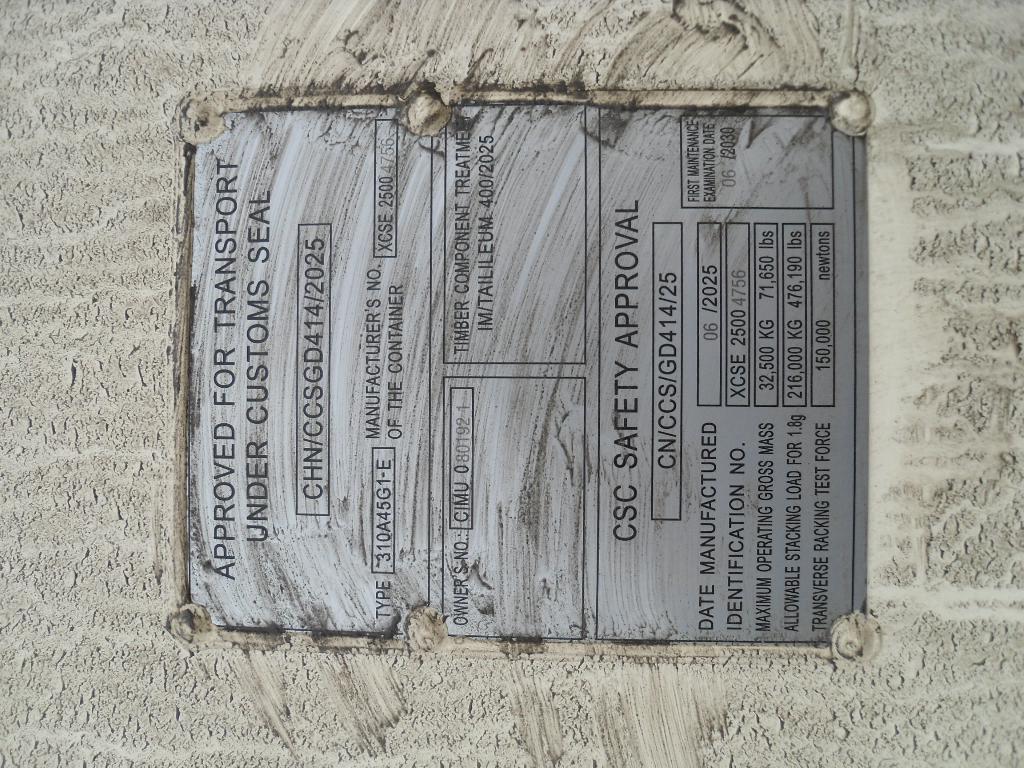 APPROVED FOR TRANSPORT
UNDER CUSTOMS SEAL
CHN/CCSGD414/2025
TYPE 310A45G1-E MANUFACTURER'S NO. XCSE 2500 4756
OF THE CONTAINER
OWNER'S NO.: CIMU 080192 1
TIMBER COMPONENT TREATMENT
IM/TAILILEUM 400/2025
CSC SAFETY APPROVAL
CN/CCS/GD414/25
FIRST MAINTENANCE
EXAMINATION DATE
06 /2030
DATE MANUFACTURED 06 /2025
IDENTIFICATION NO. XCSE 2500 4756
MAXIMUM OPERATING GROSS MASS 32,500 KG 71,650 lbs
ALLOWABLE STACKING LOAD FOR 1.8g 216,000 KG 476,190 lbs
TRANSVERSE RACKING TEST FORCE 150,000 newtons